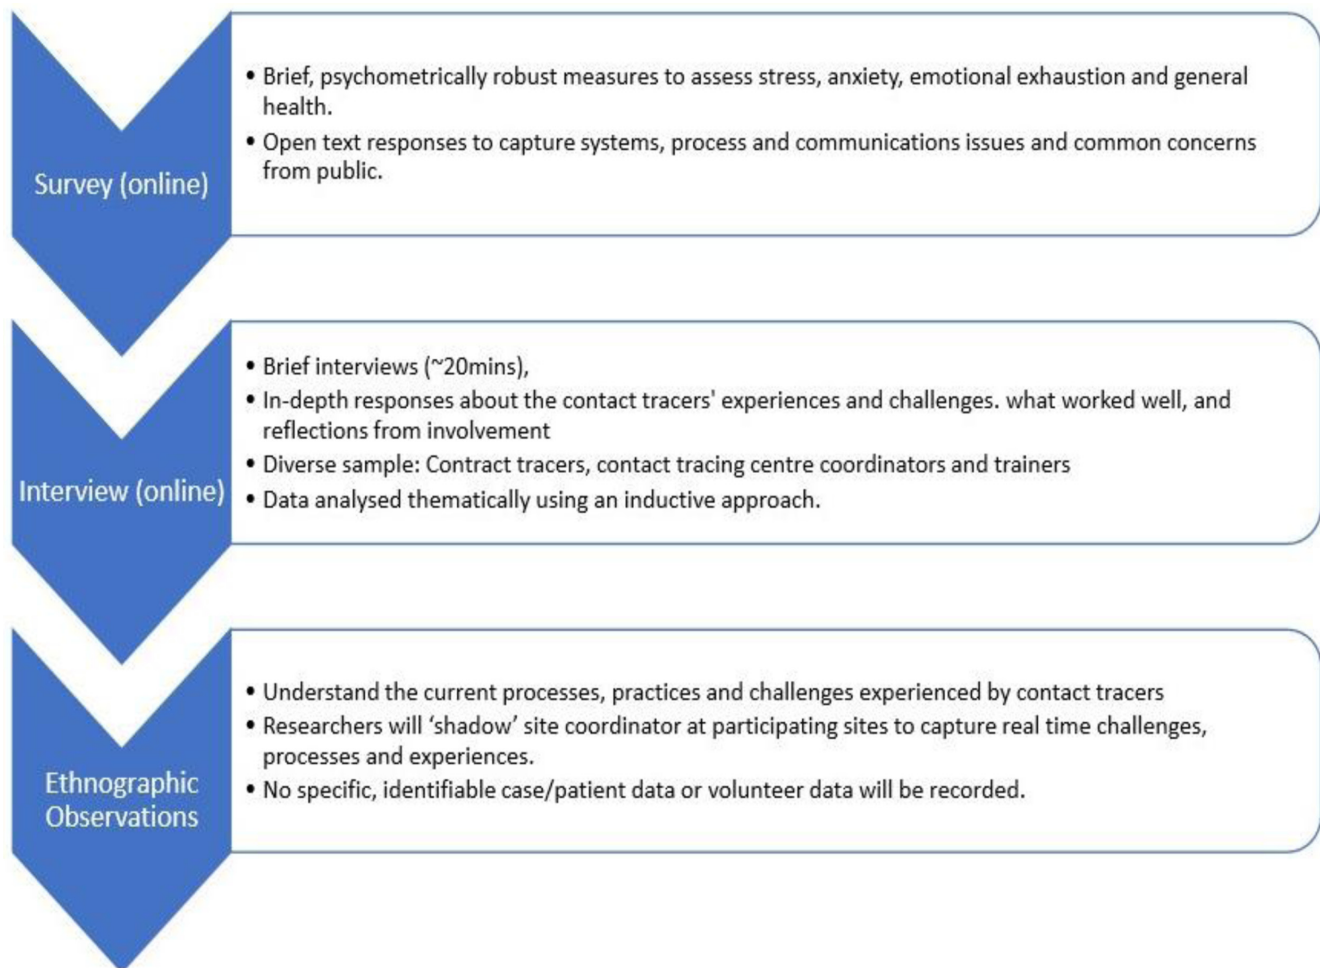 Survey (online)
• Brief, psychometrically robust measures to assess stress, anxiety, emotional exhaustion and general
health.
• Open text responses to capture systems, process and communications issues and common concerns
from public.
Interview (online)
• Brief interviews (~20mins),
• In-depth responses about the contact tracers' experiences and challenges. what worked well, and
reflections from involvement
• Diverse sample: Contract tracers, contact tracing centre coordinators and trainers
• Data analysed thematically using an inductive approach.
Ethnographic
Observations
• Understand the current processes, practices and challenges experienced by contact tracers
• Researchers will ‘shadow’ site coordinator at participating sites to capture real time challenges,
processes and experiences.
• No specific, identifiable case/patient data or volunteer data will be recorded.